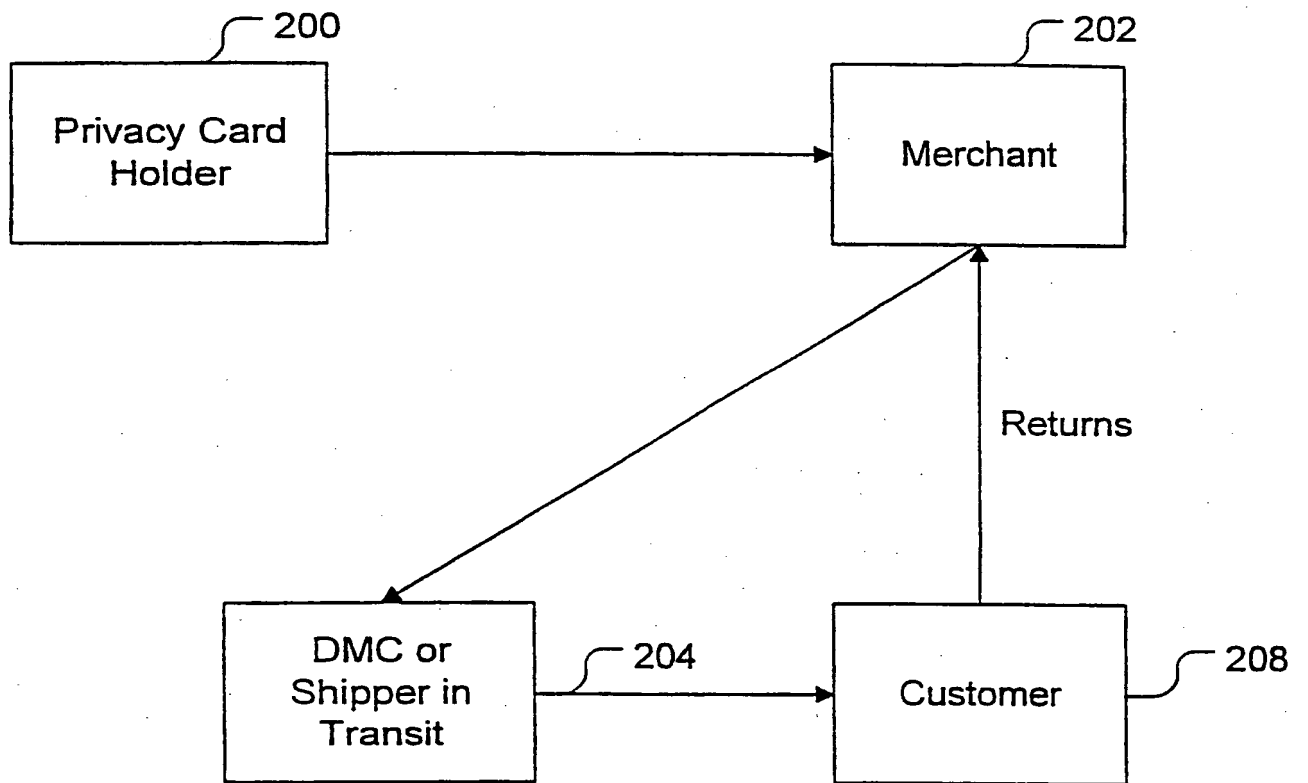 200
202
Privacy Card
Holder
Merchant
Returns
DMC or
Shipper in
Transit
204
Customer
208